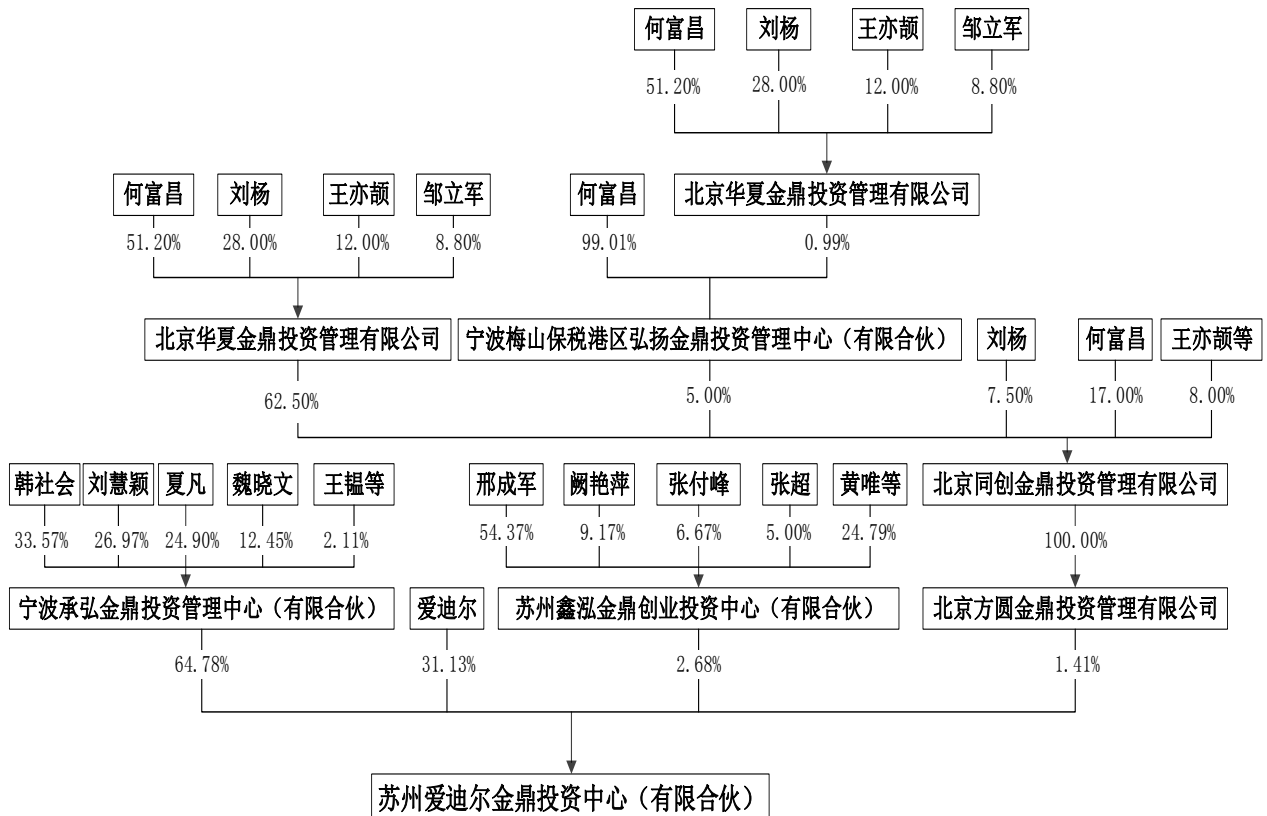 何富昌 刘杨 王亦颉 邹立军
51.20% 28.00% 12.00% 8.80%
何富昌 刘杨 王亦颉 邹立军 何富昌 北京华夏金鼎投资管理有限公司
51.20% 28.00% 12.00% 8.80% 99.01% 0.99%
北京华夏金鼎投资管理有限公司 宁波梅山保税港区弘扬金鼎投资管理中心（有限合伙） 刘杨 何富昌 王亦颉等
62.50% 5.00% 7.50% 17.00% 8.00%
韩社会 刘慧颖 夏凡 魏晓文 王韫等 邢成军 阙艳萍 张付峰 张超 黄唯等 北京同创金鼎投资管理有限公司
33.57% 26.97% 24.90% 12.45% 2.11% 54.37% 9.17% 6.67% 5.00% 24.79% 100.00%
宁波承弘金鼎投资管理中心（有限合伙） 爱迪尔 苏州鑫泓金鼎创业投资中心（有限合伙） 北京方圆金鼎投资管理有限公司
64.78% 31.13% 2.68% 1.41%
苏州爱迪尔金鼎投资中心（有限合伙）